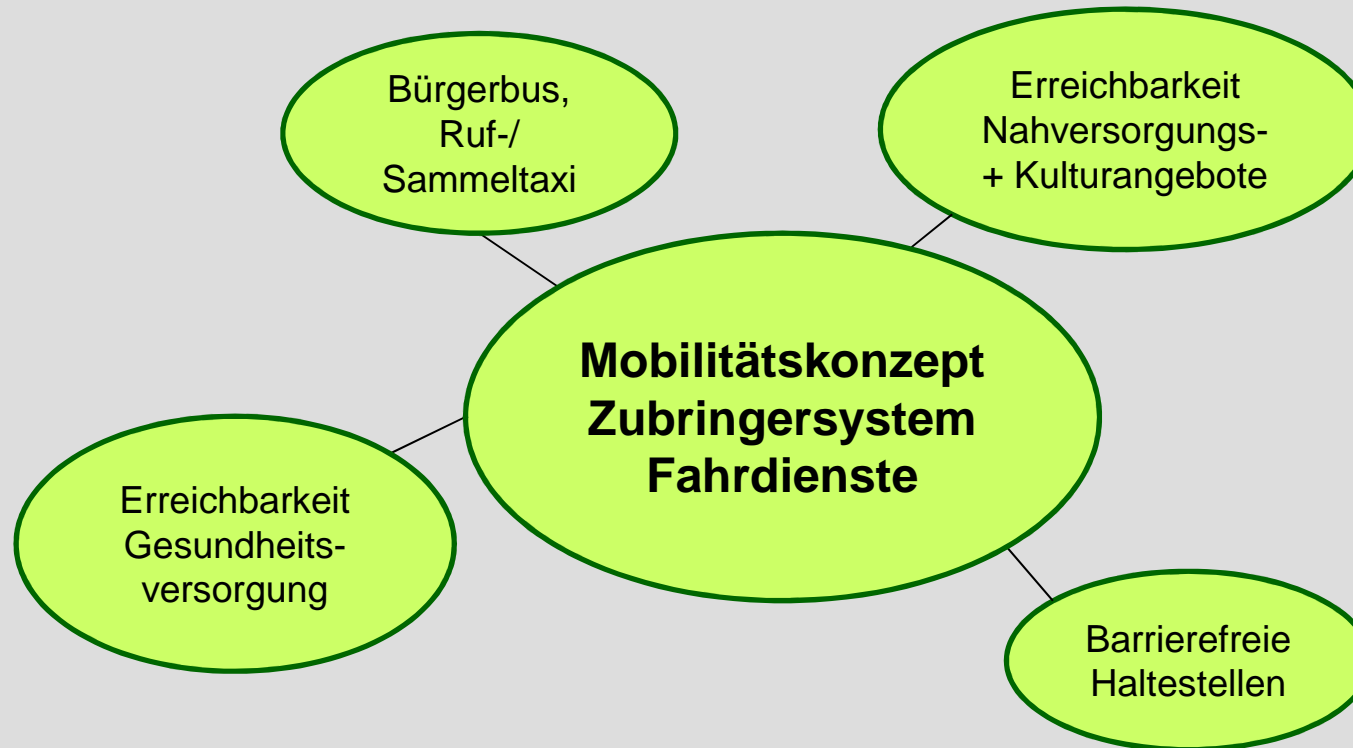 Bürgerbus,
Ruf-/
Sammeltaxi
Erreichbarkeit
Nahversorgungs-
+ Kulturangebote
Mobilitätskonzept
Zubringersystem
Fahrdienste
Erreichbarkeit
Gesundheits-
versorgung
Barrierefreie
Haltestellen